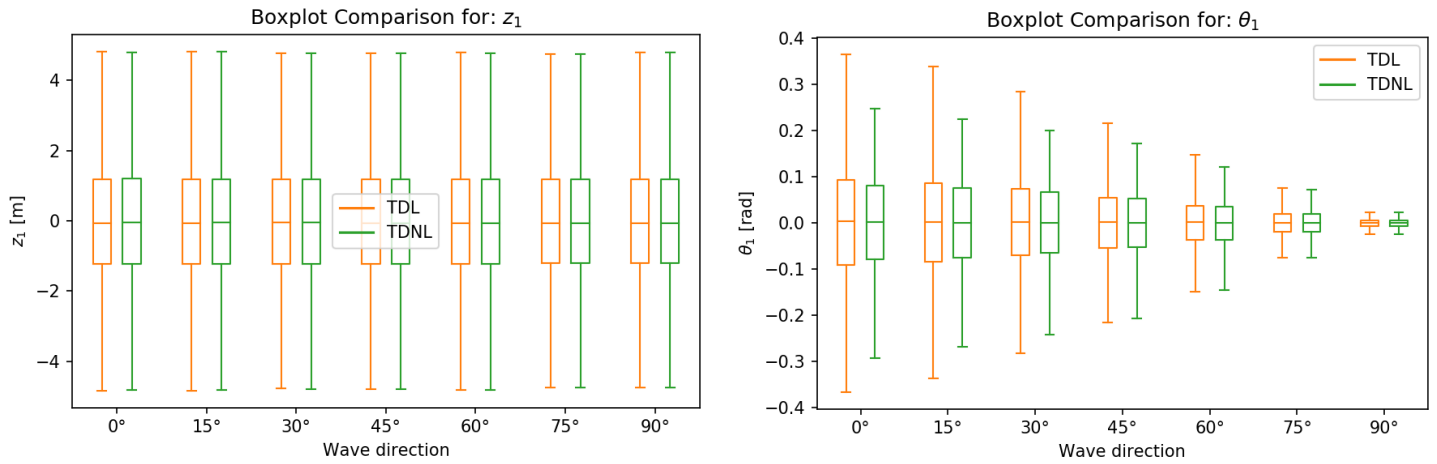 Boxplot Comparison for: z₁
4
2
0
−2
−4
z₁ [m]
TDL
TDNL
0° 15° 30° 45° 60° 75° 90°
Wave direction
Boxplot Comparison for: θ₁
0.4
0.3
0.2
0.1
0.0
−0.1
−0.2
−0.3
−0.4
θ₁ [rad]
TDL
TDNL
0° 15° 30° 45° 60° 75° 90°
Wave direction